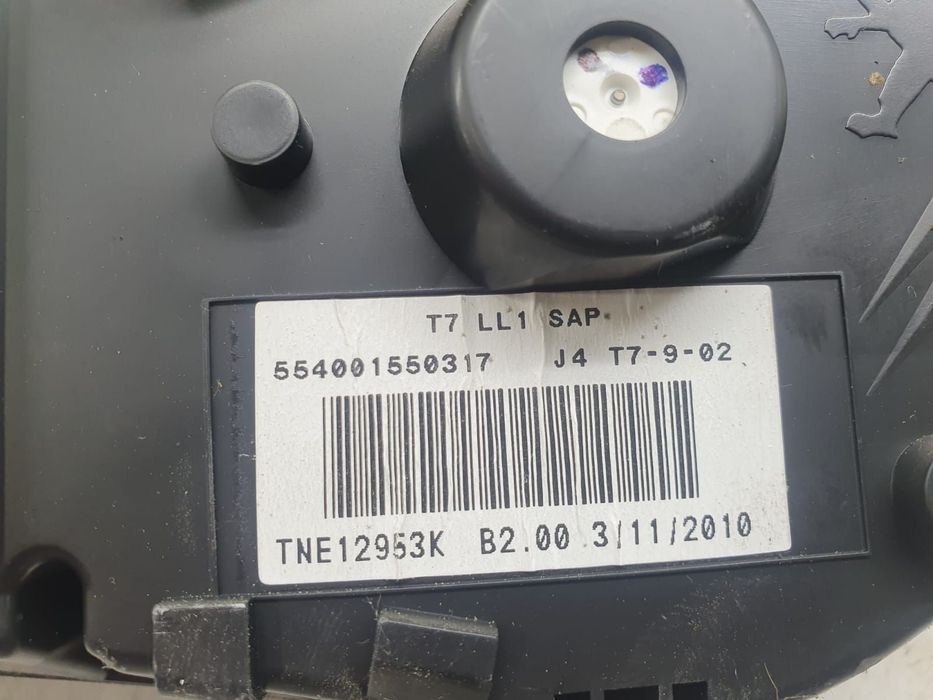 T7 LL1 SAP
554001550317 J4 T7-9-02
TNE12953K B2.00 3/11/2010